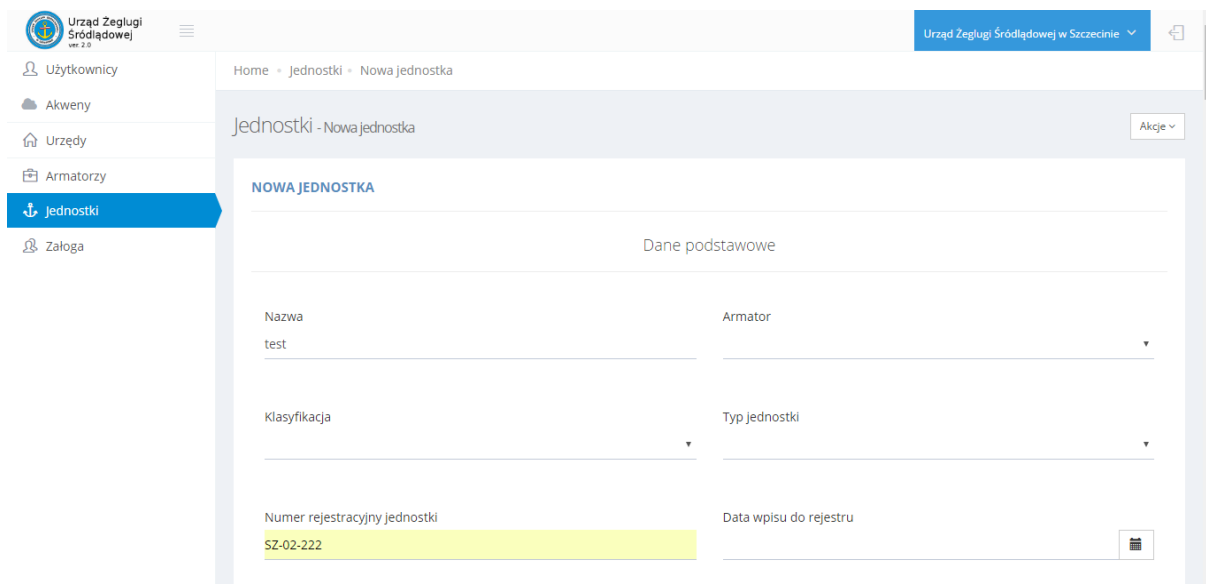 Urząd Żeglugi
Śródlądowej
ver. 2.0
Urząd Żeglugi Śródlądowej w Szczecinie
Użytkownicy
Akweny
Urzędy
Armatorzy
Jednostki
Załoga
Home Jednostki Nowa jednostka
Jednostki - Nowa jednostka
Akcje
NOWA JEDNOSTKA
Dane podstawowe
Nazwa
test
Armator
Klasyfikacja
Typ jednostki
Numer rejestracyjny jednostki
SZ-02-222
Data wpisu do rejestru